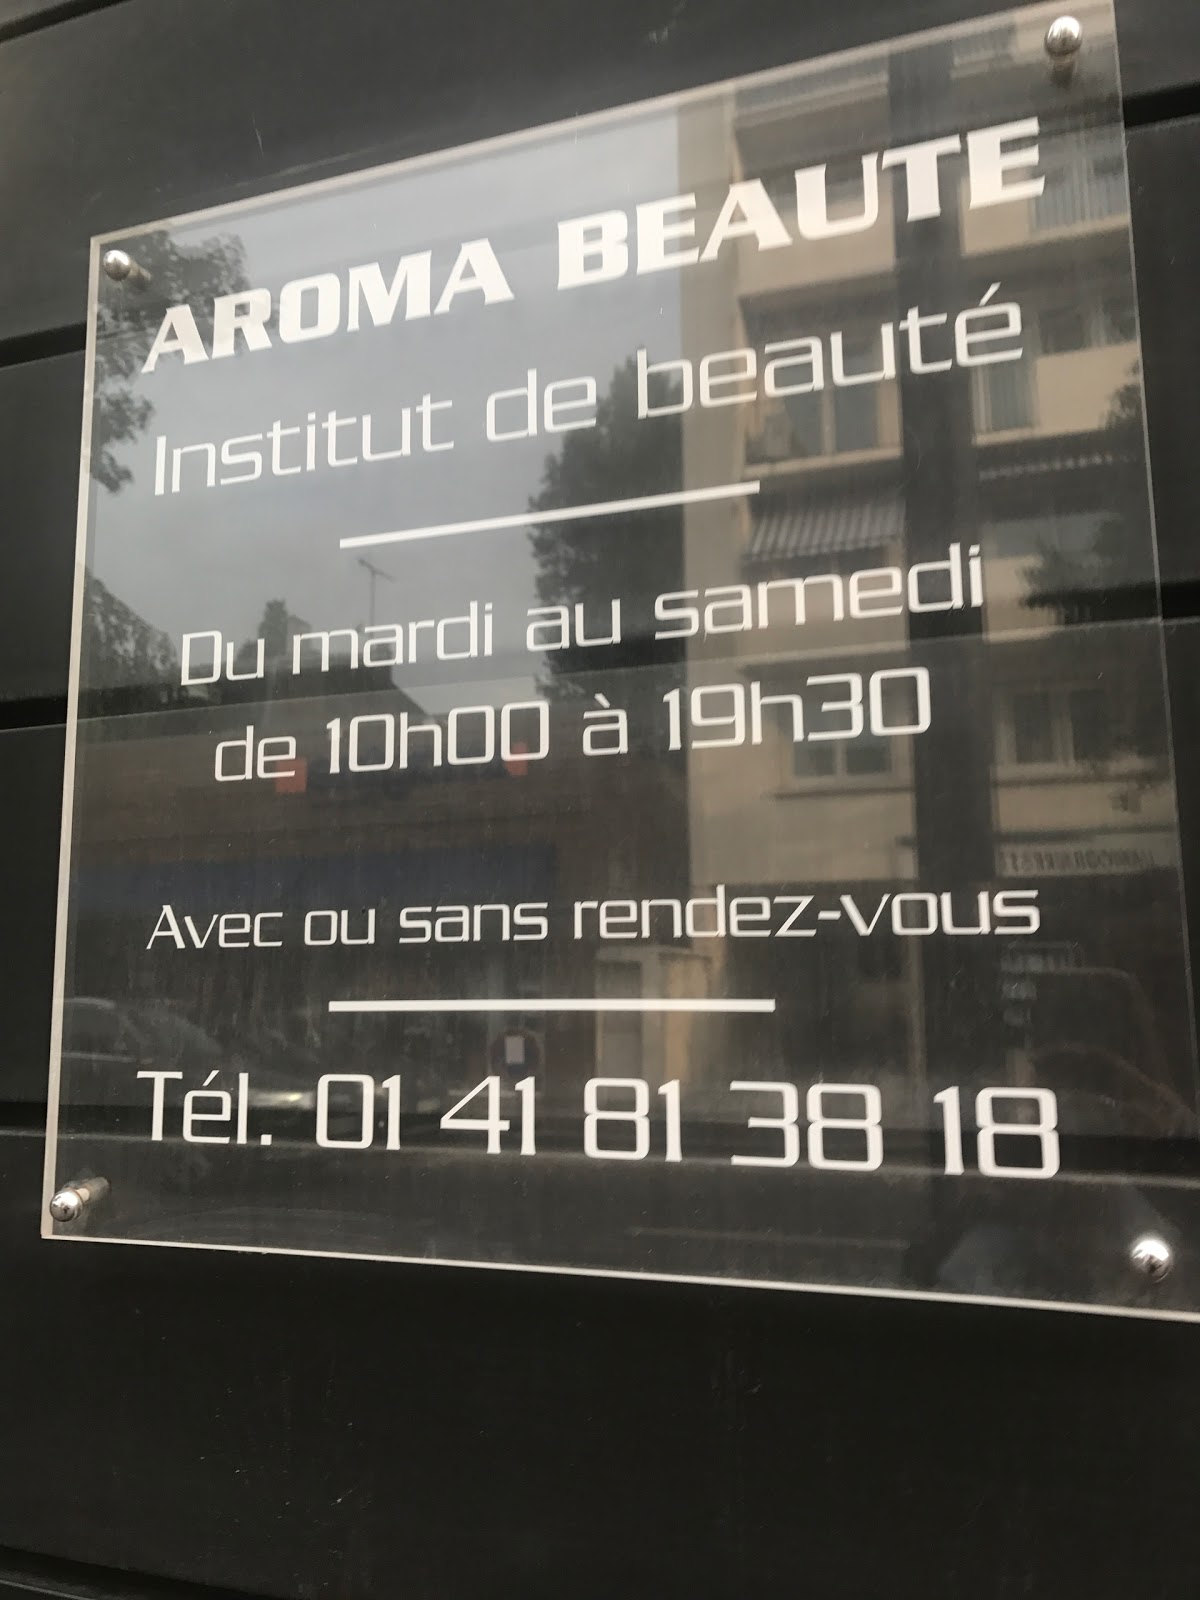 AROMA BEAUTE
Institut de beauté
Du mardi au samedi
de 10h00 à 19h30
Avec ou sans rendez-vous
Tél. 01 41 81 38 18